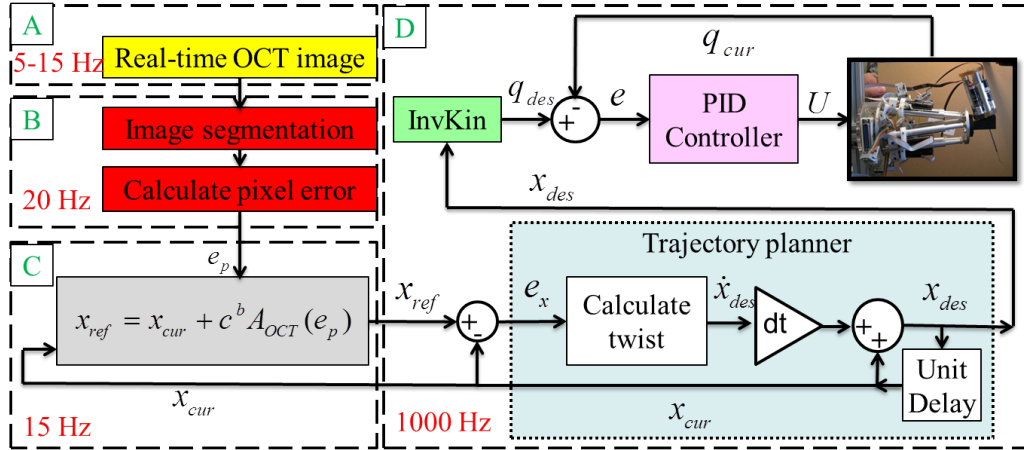 A
5-15 Hz
Real-time OCT image
B
Image segmentation
Calculate pixel error
20 Hz
e_p
C
x_ref = x_cur + c^b A_OCT (e_p)
x_cur
15 Hz
D
q_cur
InvKin
q_des
+
-
e
PID
Controller
U
x_des
Trajectory planner
x_ref
-
e_x
Calculate
twist
ẋ_des
dt
+
+
x_des
Unit
Delay
x_cur
1000 Hz